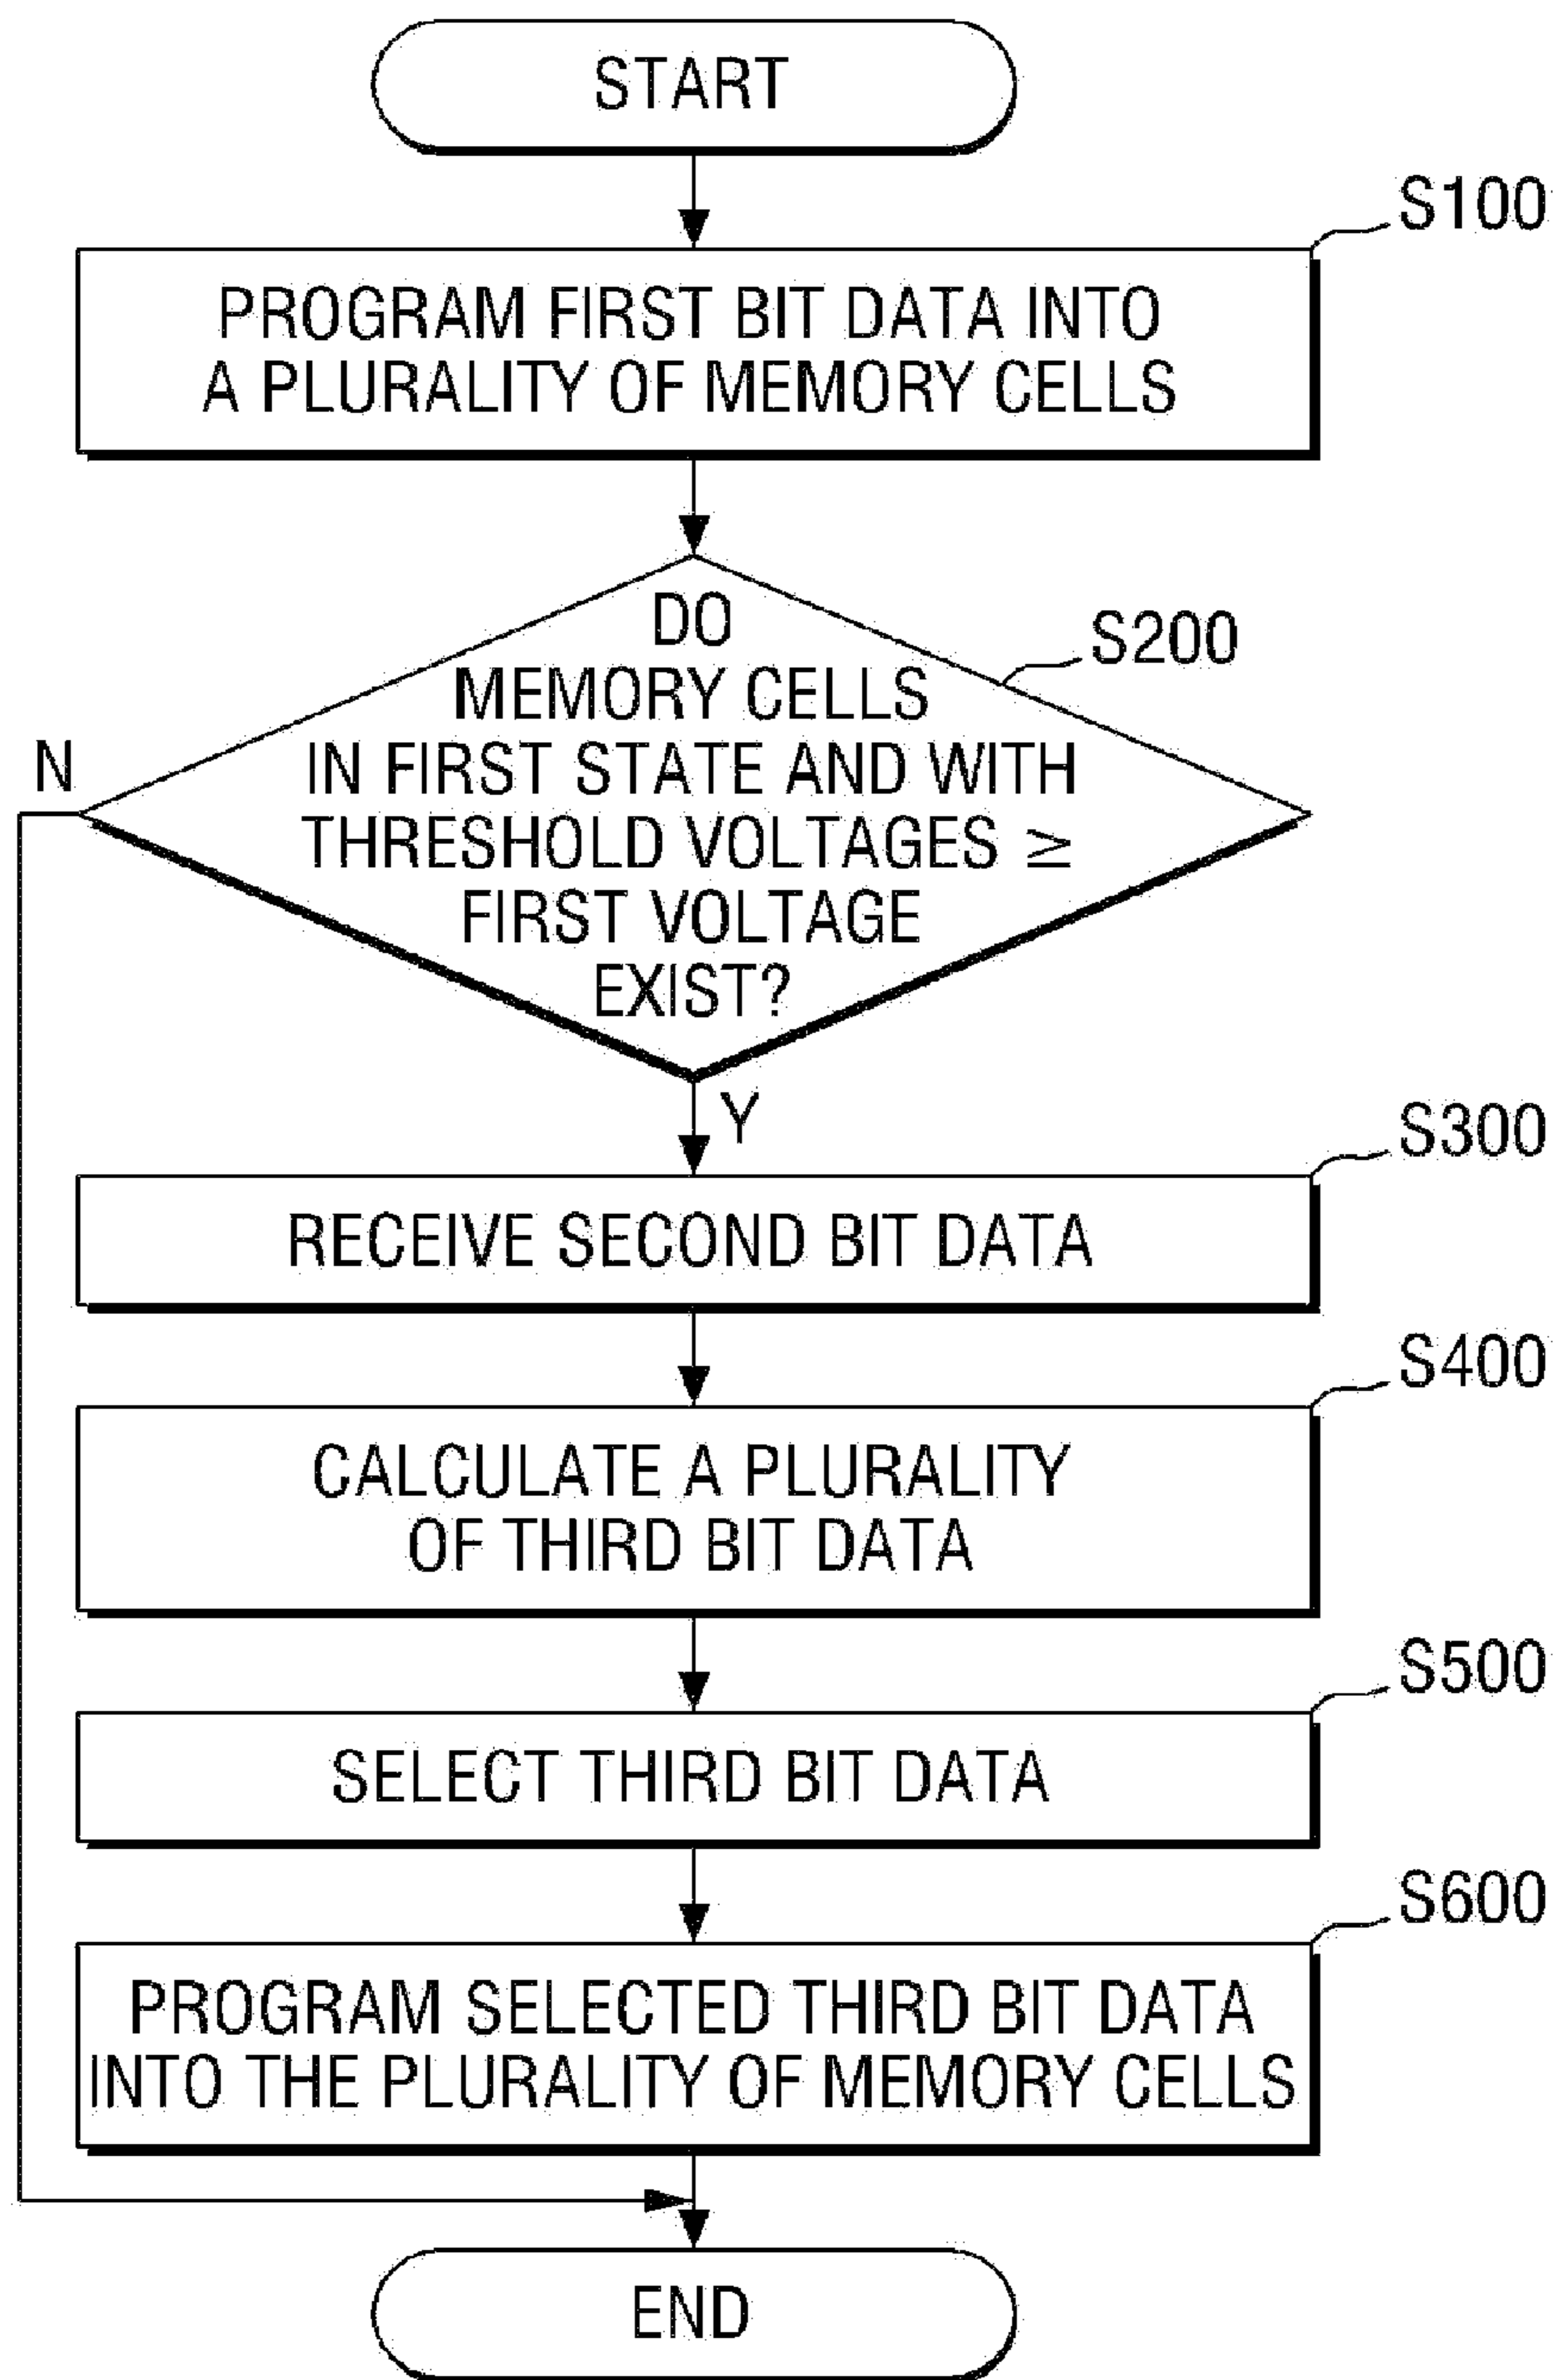 START
S100
PROGRAM FIRST BIT DATA INTO
A PLURALITY OF MEMORY CELLS
DO
S200
MEMORY CELLS
N
IN FIRST STATE AND WITH
THRESHOLD VOLTAGES ≥
FIRST VOLTAGE
EXIST?
Y
S300
RECEIVE SECOND BIT DATA
S400
CALCULATE A PLURALITY
OF THIRD BIT DATA
S500
SELECT THIRD BIT DATA
S600
PROGRAM SELECTED THIRD BIT DATA
INTO THE PLURALITY OF MEMORY CELLS
END